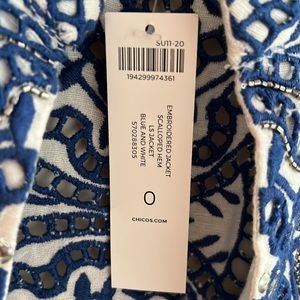 SU11-20
194299974361
EMBROIDERED JACKET
SCALLOPED HEM
LS JACKET
BLUE AND WHITE
570288305
0
CHICOS.COM